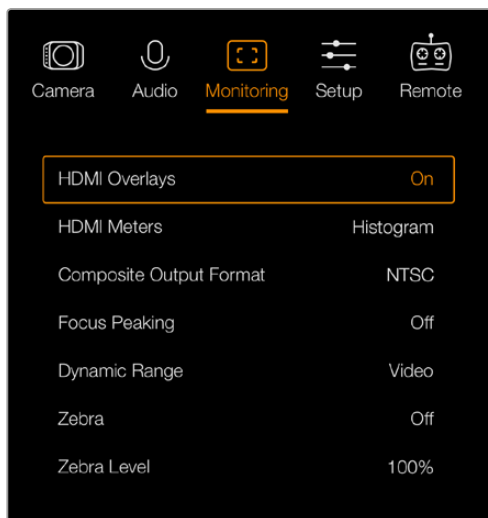 Camera Audio Monitoring Setup Remote
HDMI Overlays On
HDMI Meters Histogram
Composite Output Format NTSC
Focus Peaking Off
Dynamic Range Video
Zebra Off
Zebra Level 100%